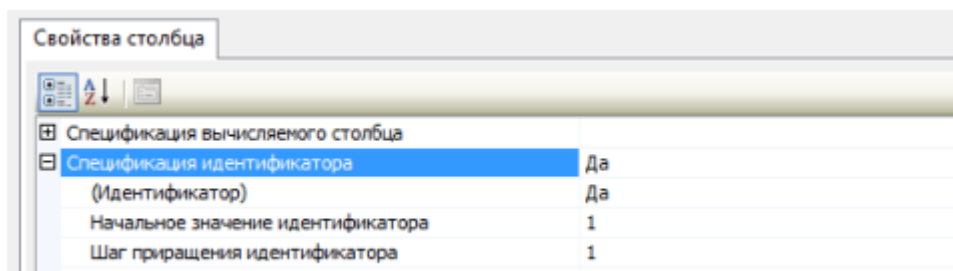 Свойства столбца
Спецификация вычисляемого столбца
Спецификация идентификатора Да
(Идентификатор) Да
Начальное значение идентификатора 1
Шаг приращения идентификатора 1